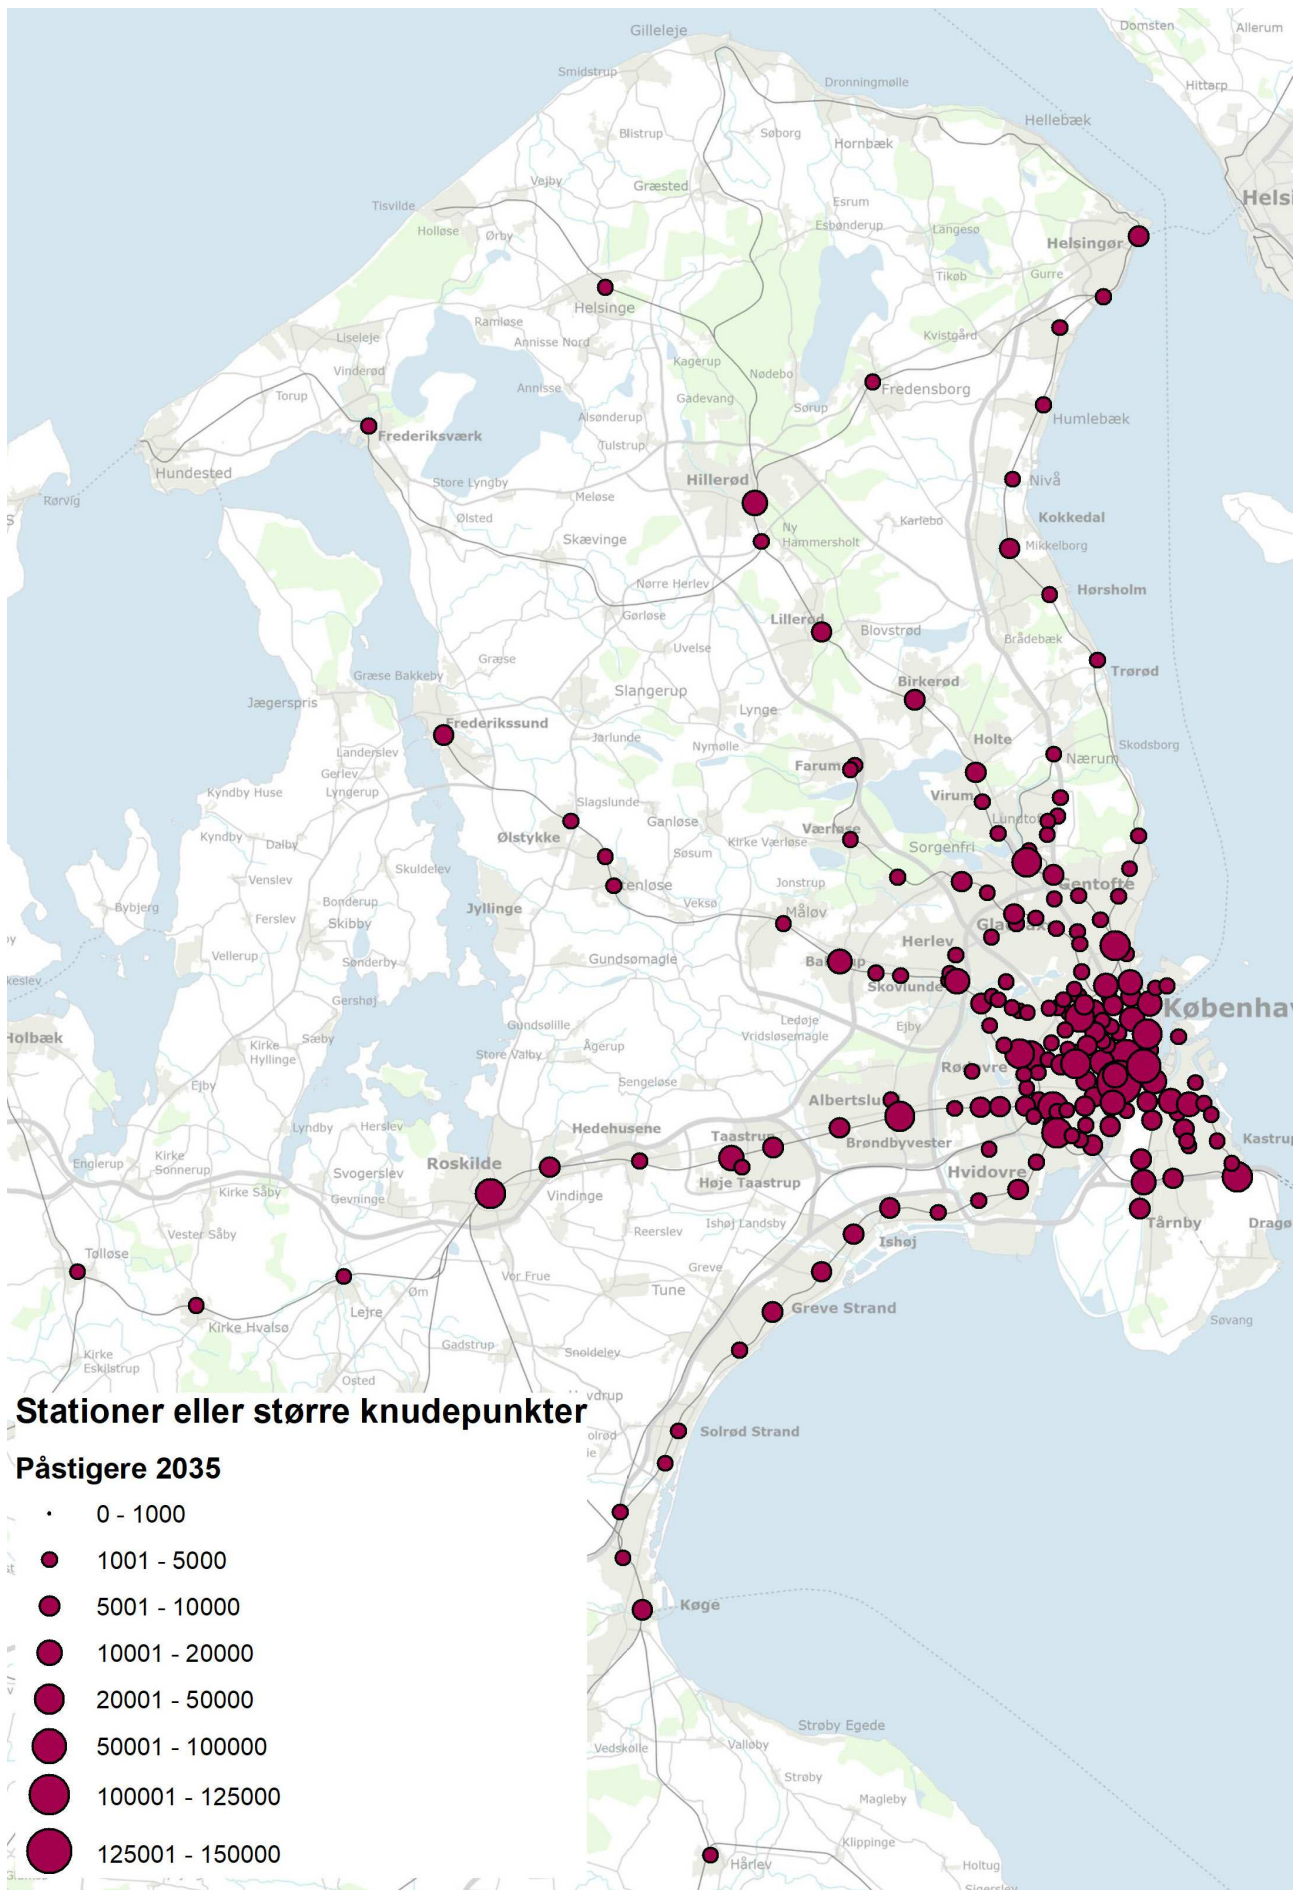 Gilleleje
Domsten
Allerum
Smidstrup
Dronningmølle
Hittarp
Hellebæk
Blistrup
Søborg
Hornbæk
Vejby
Græsted
Tisvilde
Esrum
Helsi
Holløse
Ørby
Esbønderup
Langesø
Helsingør
Tikøb
Gurre
Helsinge
Ramløse
Liseleje
Annisse Nord
Kvistgård
Vinderød
Kagerup
Nødebo
Torup
Annisse
Gadevang
Fredensborg
Sørup
Alsønderup
Humlebæk
Frederiksværk
Tulstrup
Hundested
Store Lyngby
Hillerød
Nivå
Rørvig
Meløse
Ølsted
Karlebo
Kokkedal
Skævinge
Ny
Hammersholt
Mikkelborg
Nørre Herlev
Hørsholm
Gørløse
Lillerød
Blovstrød
Brådebæk
Uvelse
Græse
Trørød
Græse Bakkeby
Slangerup
Birkerød
Jægerspris
Lynge
Frederikssund
Jørlunde
Nymølle
Holte
Skodsborg
Landerslev
Nærum
Gerlev
Farum
Kyndby Huse
Lyngerup
Slagslunde
Virum
Ganløse
Lundtof
Ølstykke
Værløse
Kyndby
Dalby
Kirke Værløse
Sorgenfri
Søsum
Skuldelev
Venslev
Jonstrup
Gentofte
Bonderup
tenløse
Veksø
Bybjerg
Jyllinge
Måløv
Ferslev
Skibby
Gladsax
Herlev
Vellerup
Sønderby
Gundsømagle
Skovlunde
Gershøj
København
Ledøje
Holbæk
Kirke
Hyllinge
Sæby
Gundsølille
Ejby
Vridsløsemagle
Store Valby
Ågerup
Rødovre
Ejby
Sengeløse
Albertslu
Lyndby
Hedehusene
Herslev
Taastrup
Brøndbyvester
Kastrup
Englerup
Kirke
Sonnerup
Roskilde
Svogerslev
Hvidovre
Gevninge
Høje Taastrup
Kirke Såby
Vindinge
Vester Såby
Reerslev
Ishøj Landsby
Tårnby
Dragø
Ishøj
Tølløse
Greve
Vor Frue
Tune
Øm
Lejre
Greve Strand
Søvang
Kirke Hvalsø
Gadstrup
Snoldelev
Kirke
Eskilstrup
Osted
Stationer eller større knudepunkter
Solrød Strand
Påstigere 2035
0 - 1000
1001 - 5000
5001 - 10000
Køge
10001 - 20000
20001 - 50000
Strøby Egede
50001 - 100000
Vedskølle
Valløby
Strøby
100001 - 125000
Magleby
Klippinge
125001 - 150000
Hårlev
Holtug
Sigerslev